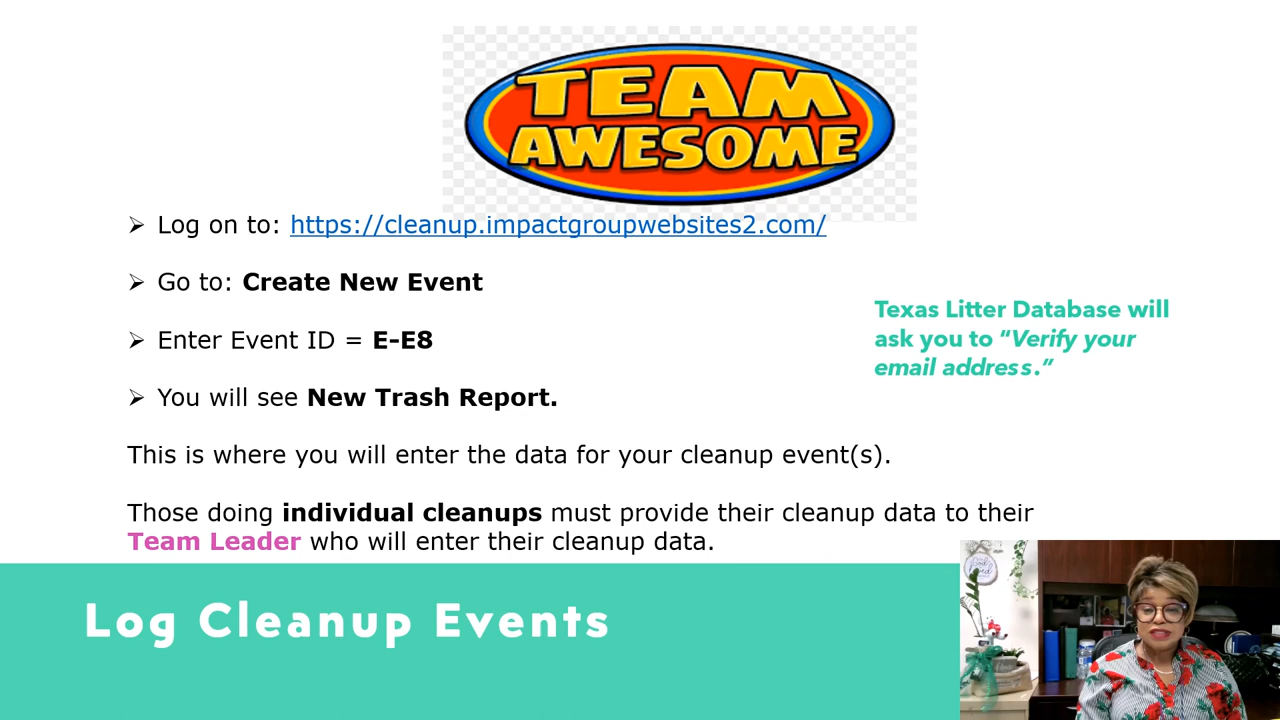 TEAM
AWESOME
➢ Log on to: https://cleanup.impactgroupwebsites2.com/
➢ Go to: Create New Event
➢ Enter Event ID = E-E8
➢ You will see New Trash Report.
This is where you will enter the data for your cleanup event(s).
Those doing individual cleanups must provide their cleanup data to their
Team Leader who will enter their cleanup data.
Texas Litter Database will
ask you to “Verify your
email address.”
Log Cleanup Events